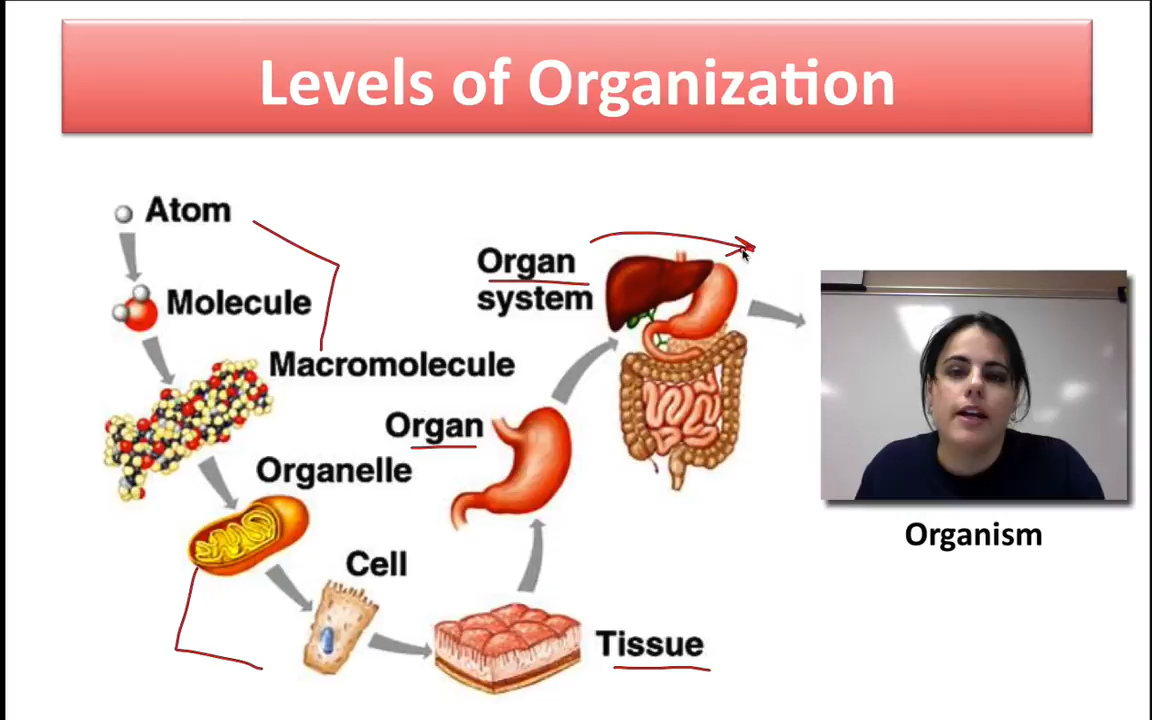 Levels of Organization
Atom
Molecule
Macromolecule
Organelle
Cell
Tissue
Organ
Organ
system
Organism